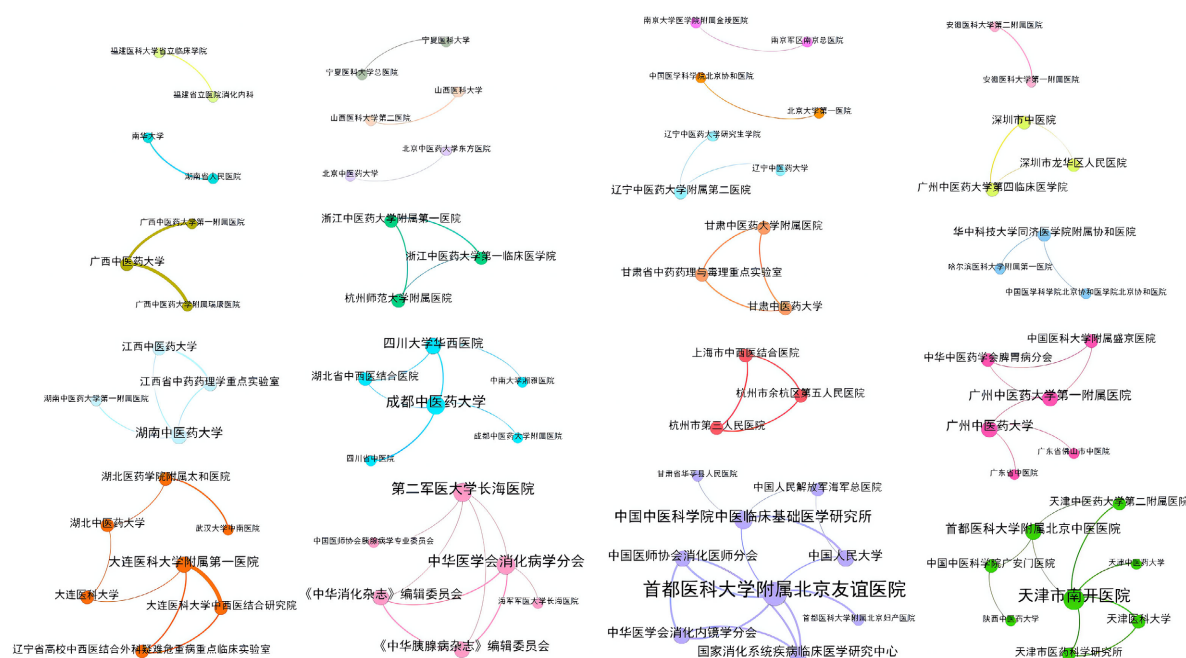 福建医科大学省立临床学院
福建省立医院消化内科
宁夏医科大学
宁夏医科大学总医院
山西医科大学
山西医科大学第二医院
南京大学医学院附属金陵医院
南京军区南京总医院
中国医学科学院北京协和医院
北京大学第一医院
安徽医科大学第二附属医院
安徽医科大学第一附属医院
南华大学
湖南省人民医院
北京中医药大学东方医院
北京中医药大学
辽宁中医药大学研究生学院
辽宁中医药大学
辽宁中医药大学附属第二医院
深圳市中医院
深圳市龙华区人民医院
广州中医药大学第四临床医学院
广西中医药大学第一附属医院
广西中医药大学
广西中医药大学附属瑞康医院
浙江中医药大学附属第一医院
浙江中医药大学第一临床医学院
杭州师范大学附属医院
甘肃中医药大学附属医院
甘肃省中药药理与毒理重点实验室
甘肃中医药大学
华中科技大学同济医学院附属协和医院
哈尔滨医科大学附属第一医院
中国医学科学院北京协和医学院北京协和医院
江西中医药大学
江西省中药药理学重点实验室
湖南中医药大学第一附属医院
湖南中医药大学
四川大学华西医院
湖北省中西医结合医院
中南大学湘雅医院
成都中医药大学
成都中医药大学附属医院
四川省中医院
上海市中西医结合医院
杭州市余杭区第五人民医院
杭州市第三人民医院
中国医科大学附属盛京医院
中华中医药学会脾胃病分会
广州中医药大学第一附属医院
广州中医药大学
广东省佛山市中医院
广东省中医院
湖北医药学院附属太和医院
湖北中医药大学
武汉大学中南医院
大连医科大学附属第一医院
大连医科大学
大连医科大学中西医结合研究院
辽宁省高校中西医结合外科疑难危重病重点临床实验室
第二军医大学长海医院
中国医师协会胰腺病学专业委员会
中华医学会消化病学分会
《中华消化杂志》编辑委员会
海军军医大学长海医院
《中华胰腺病杂志》编辑委员会
甘肃省华亭县人民医院
中国人民解放军海军总医院
中国中医科学院中医临床基础医学研究所
中国医师协会消化医师分会
中国人民大学
首都医科大学附属北京友谊医院
首都医科大学附属北京妇产医院
中华医学会消化内镜学分会
国家消化系统疾病临床医学研究中心
天津中医药大学第二附属医院
首都医科大学附属北京中医医院
中国中医科学院广安门医院
天津中医药大学
天津市南开医院
陕西中医药大学
天津医科大学
天津市医药科学研究所